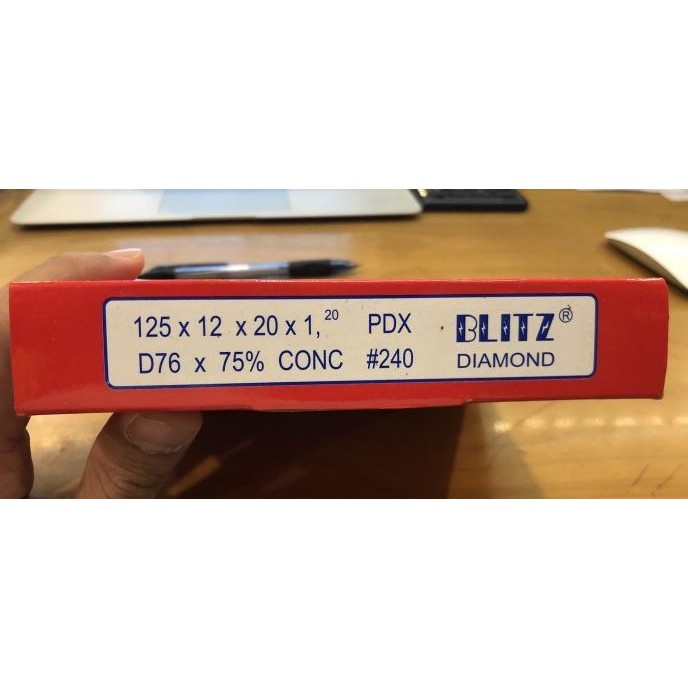 125 x 12 x 20 x 1, 20 PDX
D76 x 75% CONC #240
BLITZ®
DIAMOND